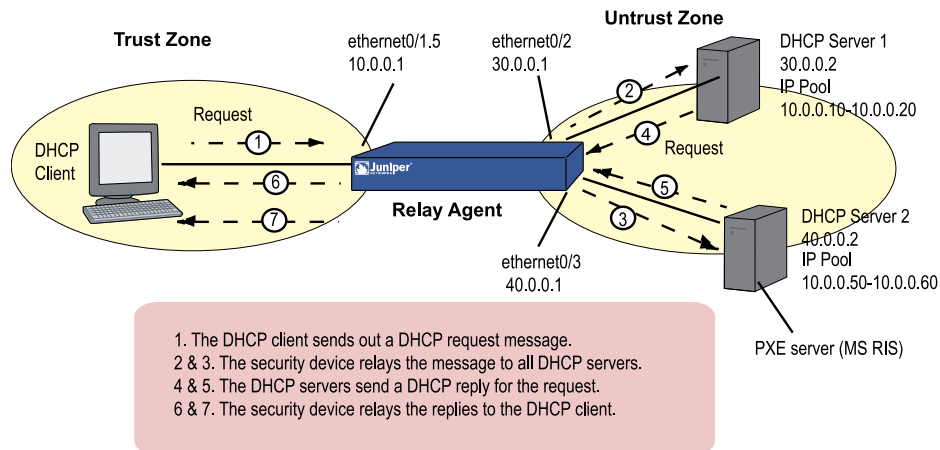 Trust Zone
Untrust Zone
ethernet0/1.5
10.0.0.1
ethernet0/2
30.0.0.1
DHCP Server 1
30.0.0.2
IP Pool
10.0.0.10-10.0.0.20
Request
1
2
4
Request
DHCP
Client
6
7
Juniper
NETWORKS
Relay Agent
5
3
DHCP Server 2
40.0.0.2
IP Pool
10.0.0.50-10.0.0.60
ethernet0/3
40.0.0.1
PXE server (MS RIS)
1. The DHCP client sends out a DHCP request message.
2 & 3. The security device relays the message to all DHCP servers.
4 & 5. The DHCP servers send a DHCP reply for the request.
6 & 7. The security device relays the replies to the DHCP client.